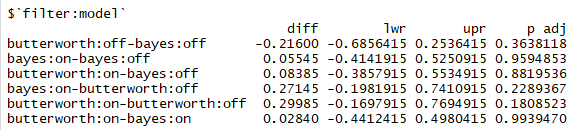 $`filter:model`
diff lwr upr p adj
butterworth:off-bayes:off -0.21600 -0.6856415 0.2536415 0.3638118
bayes:on-bayes:off 0.05545 -0.4141915 0.5250915 0.9594853
butterworth:on-bayes:off 0.08385 -0.3857915 0.5534915 0.8819536
bayes:on-butterworth:off 0.27145 -0.1981915 0.7410915 0.2289367
butterworth:on-butterworth:off 0.29985 -0.1697915 0.7694915 0.1808523
butterworth:on-bayes:on 0.02840 -0.4412415 0.4980415 0.9939470